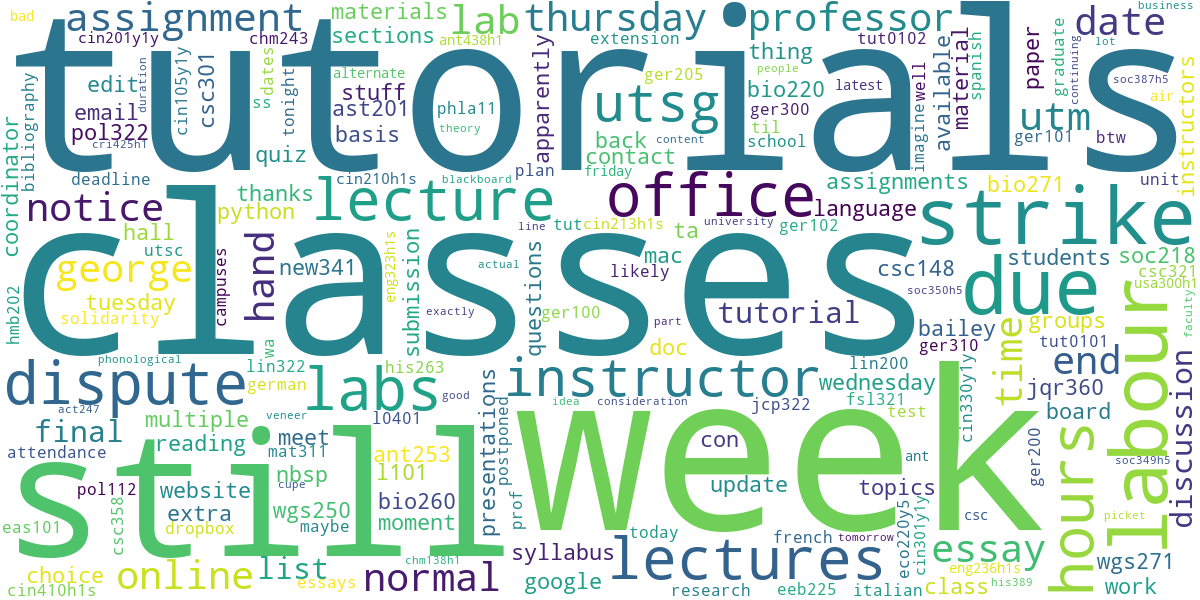 bad
assignment
materials
lab
thursday
professor
date
business
cin201y1y
chm243
sections
ant438h1
extension
thing
tut0102
lot
tutorials
edit
dates
csc301
cin105y1y
duration
alternate
stuff
ast201
phla11
ger205
people
bio220
latest
well
available
material
spanish
graduate
paper
continuing
soc387h5
air
email
ss
tonight
pol322
cri425h1
basis
theory
apparently
utsg
ger300
til
school
utm
ger101
btw
bibliography
coordinator
quiz
back
contact
content
friday
imagine
instructors
deadline
thanks
cin210h1s
blackboard
plan
office
assignments
bio271
unit
notice
python
lecture
line
tut
cin213h1s
ta
university
ger102
language
strike
hall
utsc
hand
classes
george
tuesday
solidarity
campuses
new341
eng323h1s
submission
actual
exactly
questions
ger100
likely
mac
part
doc
tutorial
csc148
soc350h5
due
students
soc218
csc321
usa300h1
faculty
hmb202
wa
phonological
lin322
german
his263
bailey
ger310
groups
tut0101
labour
dispute
labs
good
instructor
idea
consideration
wednesday
fsl321
jcp322
lin200
test
cin330y1y
end
time
jqr360
board
act247
multiple
veneer
l0401
final
reading
meet
mat311
attendance
presentations
postponed
con
ant
ger200
hours
soc349h5
discussion
still
week
pol112
website
nbsp
cupe
ant253
l101
bio260
update
topics
eas101
csc358
extra
dropbox
wgs250
maybe
moment
prof
csc
picket
today
french
tomorrow
eco220y5
cin301y1y
syllabus
lectures
essay
wgs271
choice
cin410h1s
online
list
essays
normal
chm138h1
google
research
eeb225
italian
class
eng236h1s
his389
work